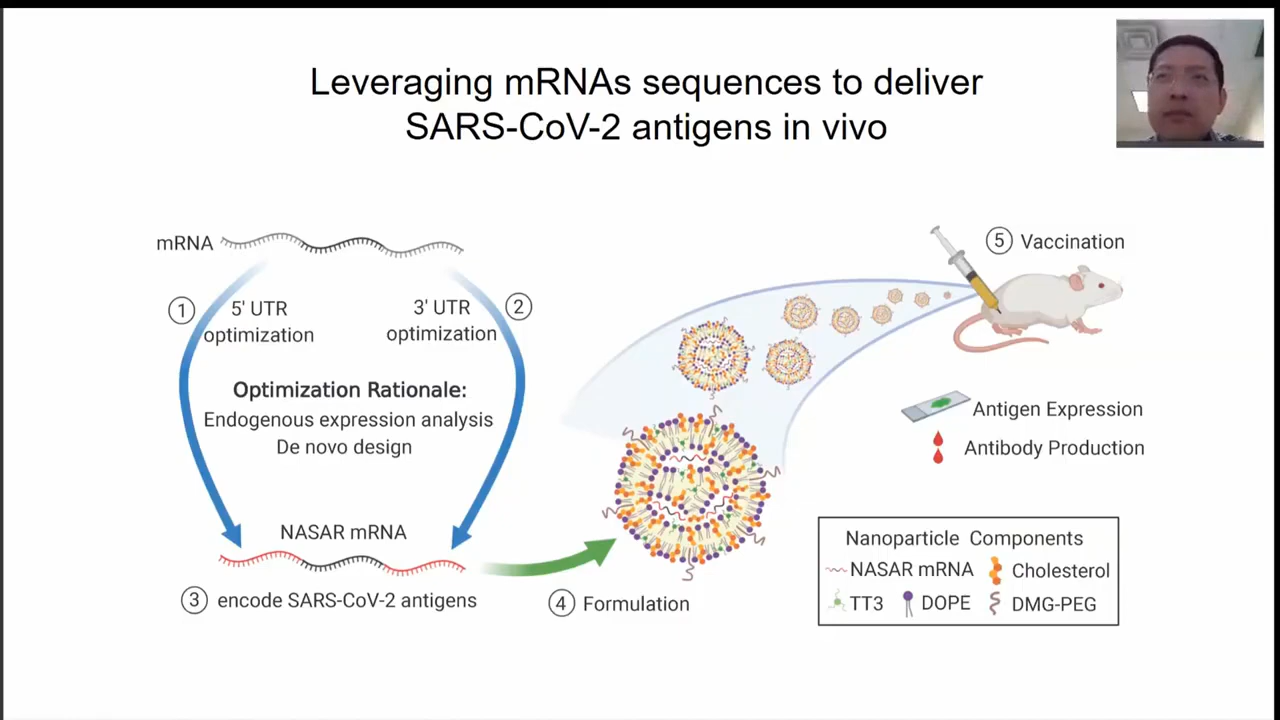 Leveraging mRNAs sequences to deliver
SARS-CoV-2 antigens in vivo
mRNA
1
5' UTR
optimization
3' UTR
optimization
2
Optimization Rationale:
Endogenous expression analysis
De novo design
NASAR mRNA
3 encode SARS-CoV-2 antigens
4 Formulation
5 Vaccination
Antigen Expression
Antibody Production
Nanoparticle Components
NASAR mRNA
Cholesterol
TT3
DOPE
DMG-PEG